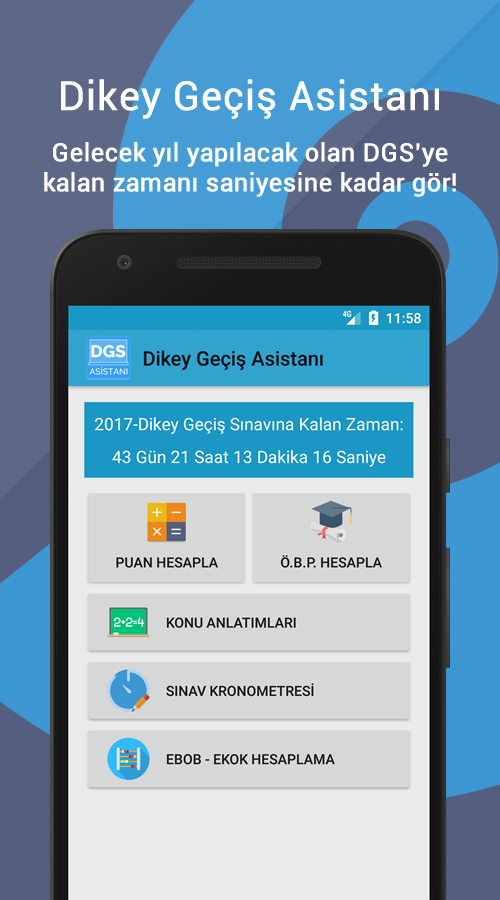 Dikey Geçiş Asistanı
Gelecek yıl yapılacak olan DGS'ye
kalan zamanı saniyesine kadar gör!
4G 11:58
DGS
ASİSTANI
Dikey Geçiş Asistanı
2017-Dikey Geçiş Sınavına Kalan Zaman:
43 Gün 21 Saat 13 Dakika 16 Saniye
+ −
× =
PUAN HESAPLA
Ö.B.P. HESAPLA
2+2=4
KONU ANLATIMLARI
SINAV KRONOMETRESİ
EBOB - EKOK HESAPLAMA